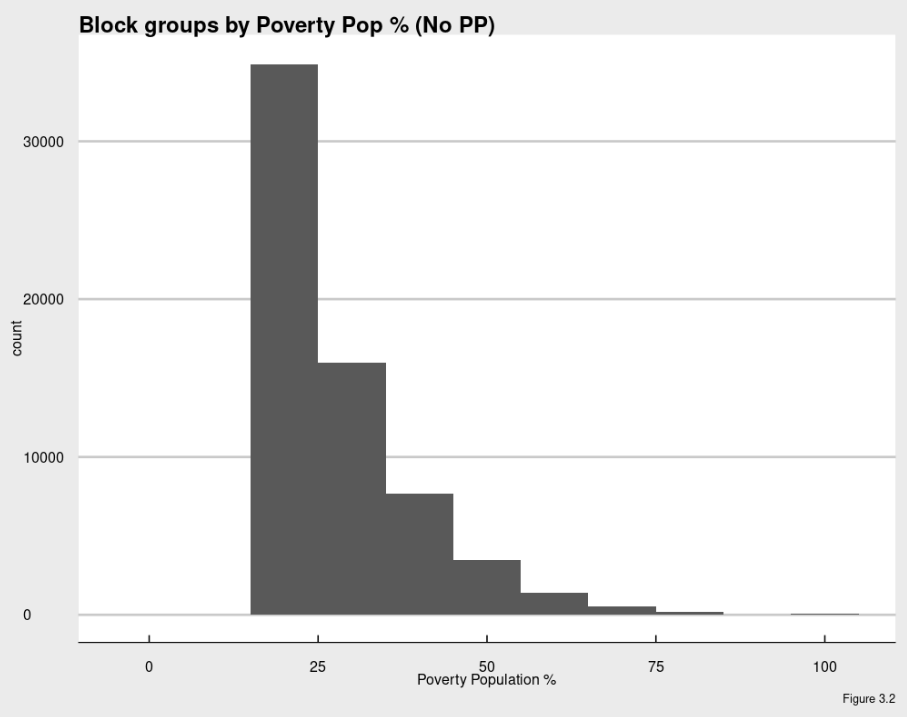 Block groups by Poverty Pop % (No PP)
30000
20000
count
10000
0
0 25 50 75 100
Poverty Population %
Figure 3.2